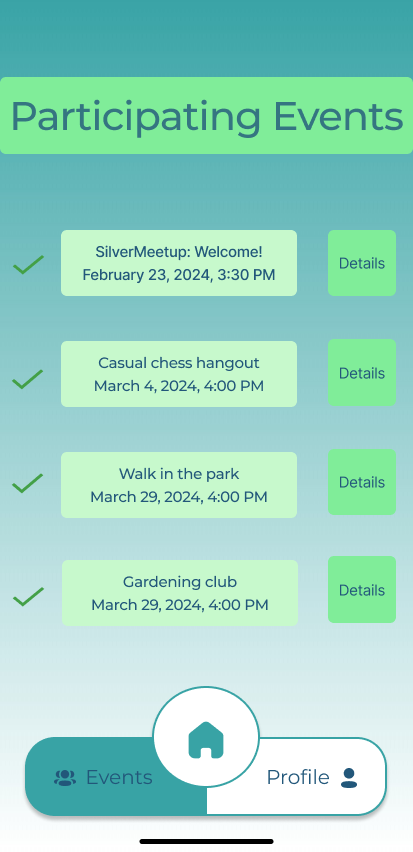 Participating Events
SilverMeetup: Welcome!
February 23, 2024, 3:30 PM
Details
Casual chess hangout
March 4, 2024, 4:00 PM
Details
Walk in the park
March 29, 2024, 4:00 PM
Details
Gardening club
March 29, 2024, 4:00 PM
Details
Events
Profile